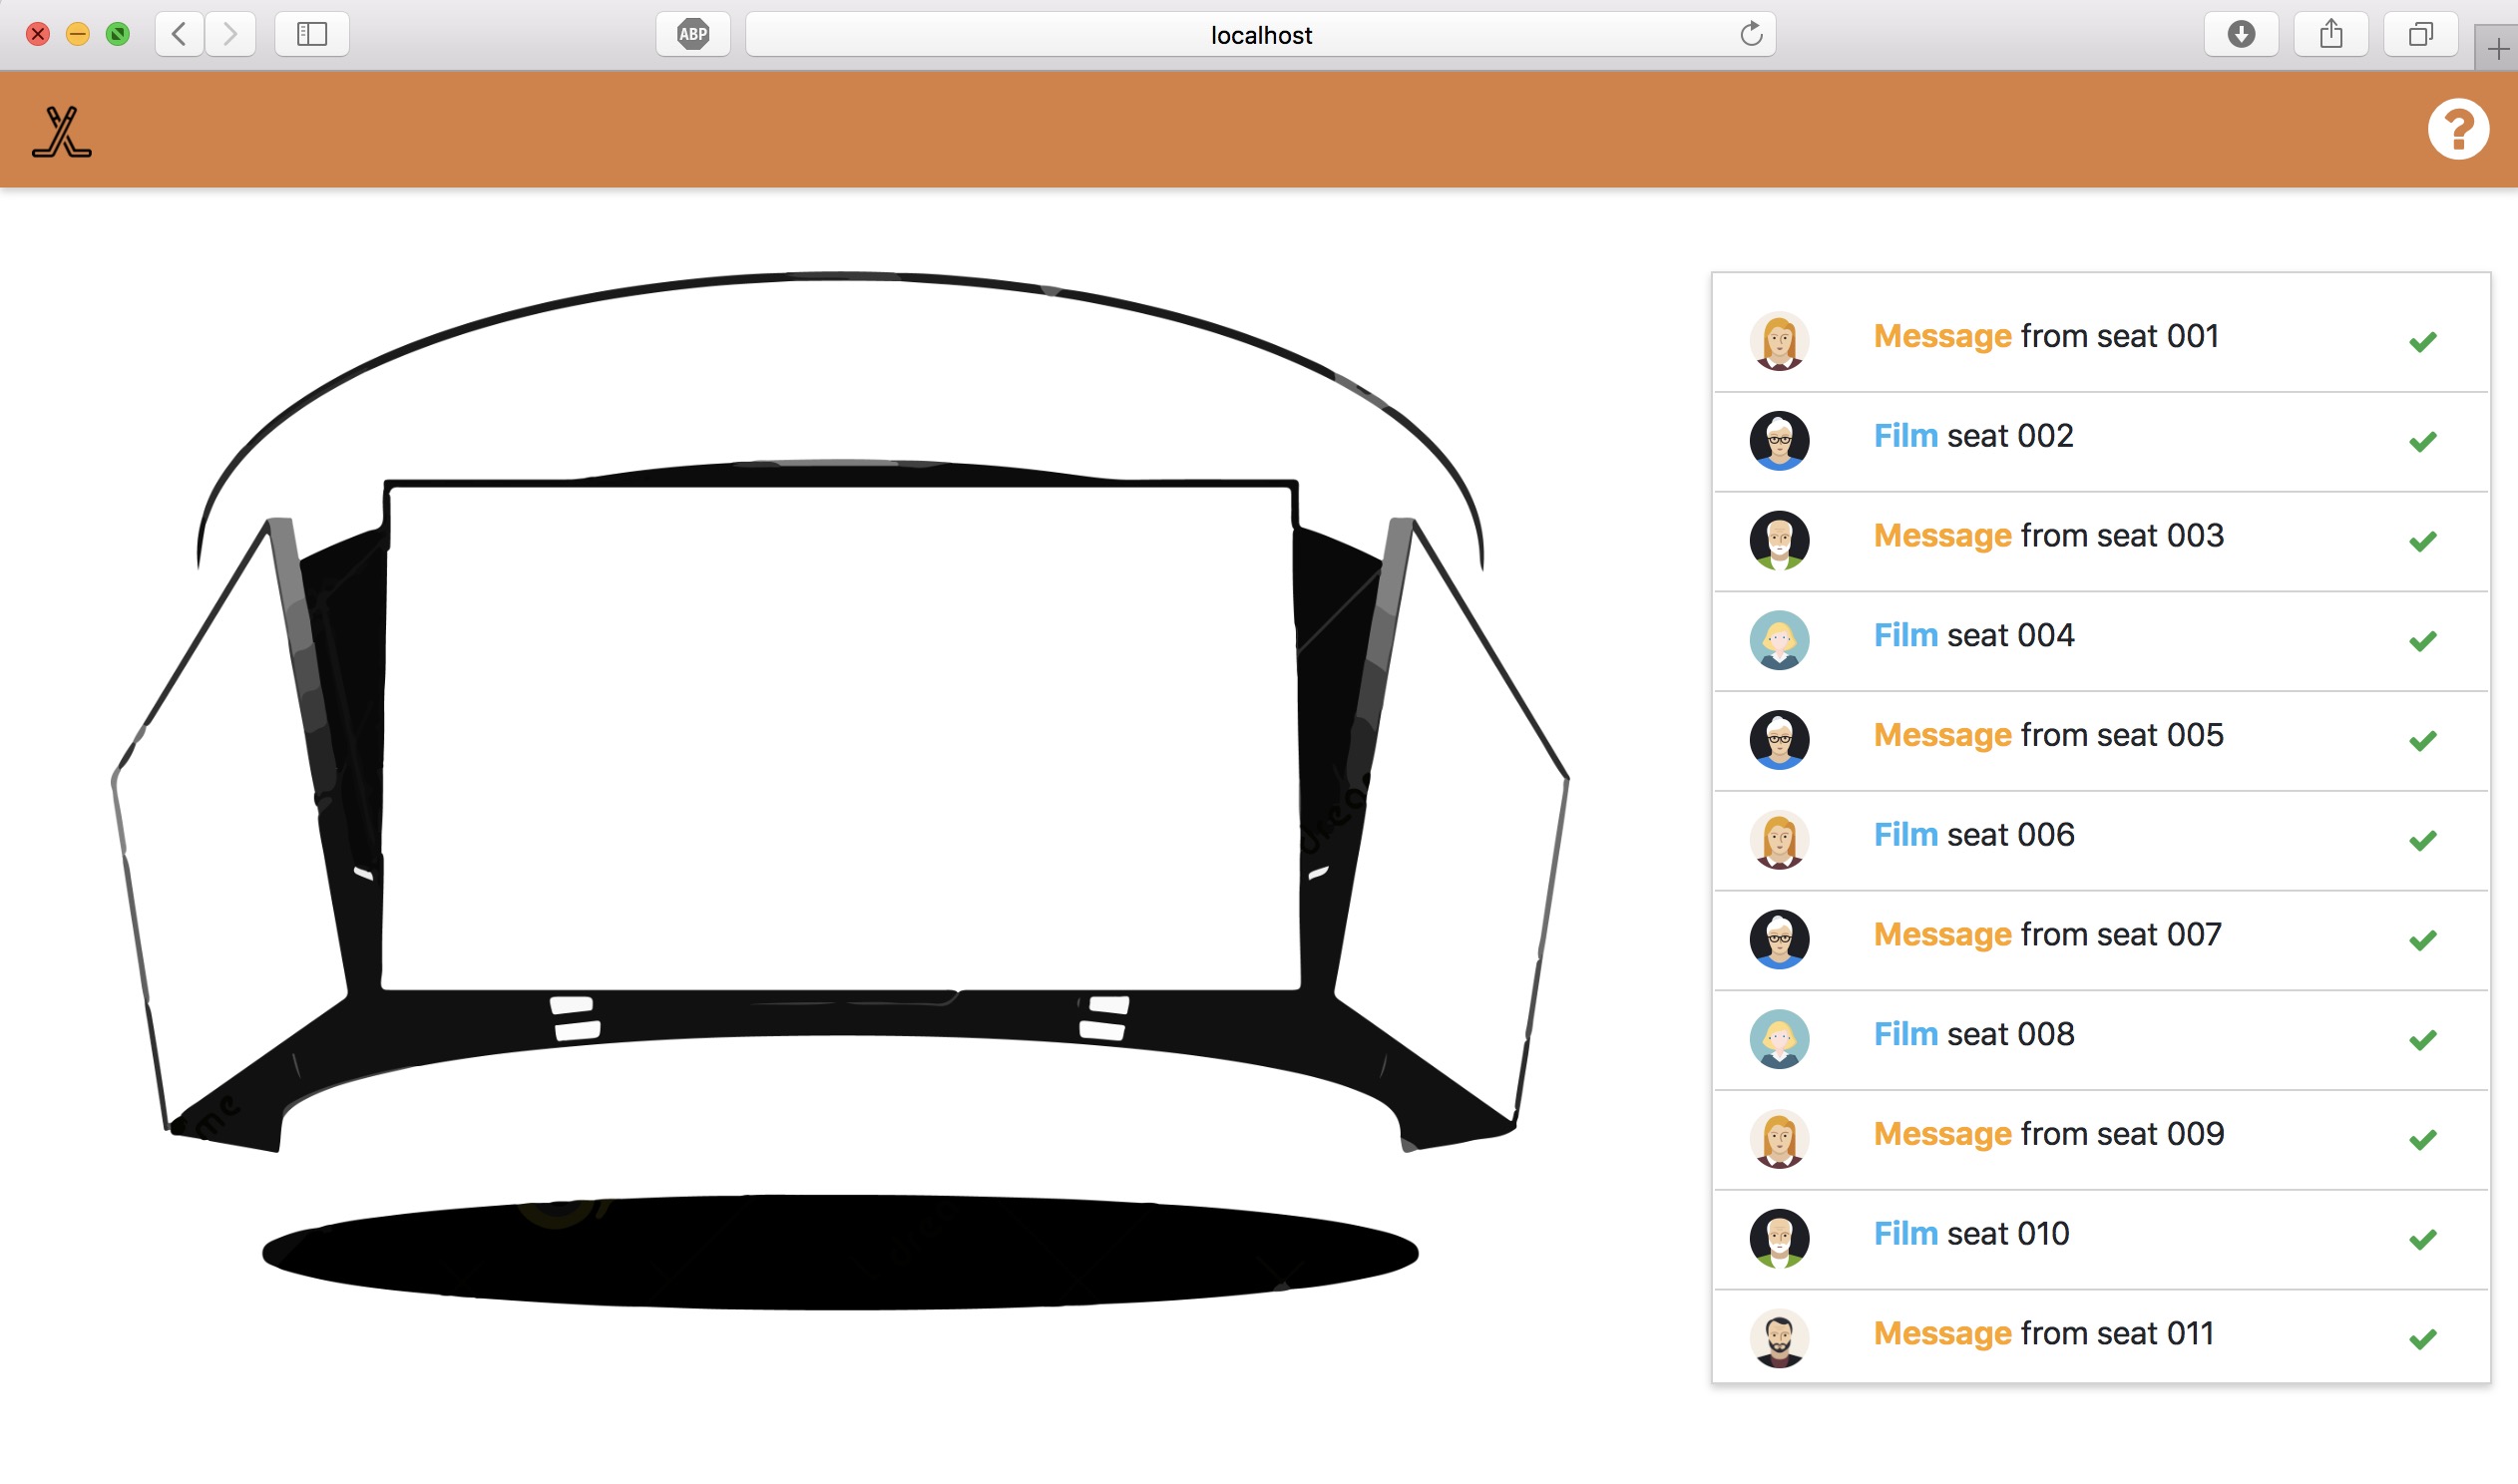 ABP
localhost
?
Message from seat 001
Film seat 002
Message from seat 003
Film seat 004
Message from seat 005
Film seat 006
Message from seat 007
Film seat 008
Message from seat 009
Film seat 010
Message from seat 011
me